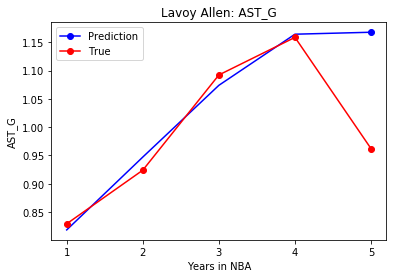 Lavoy Allen: AST_G
Prediction
True
1.15
1.10
1.05
1.00
0.95
0.90
0.85
AST_G
1 2 3 4 5
Years in NBA